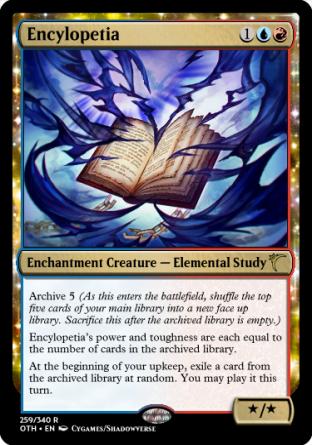 Encylopetia 1
Enchantment Creature — Elemental Study
Archive 5 (As this enters the battlefield, shuffle the top
five cards of your main library into a new face up
library. Sacrifice this after the archived library is empty.)
Encylopetia's power and toughness are each equal
to the number of cards in the archived library.
At the beginning of your upkeep, exile a card from
the archived library at random. You may play it this
turn.
*/*
259/340 R
OTH • EN Cygames/Shadowverse